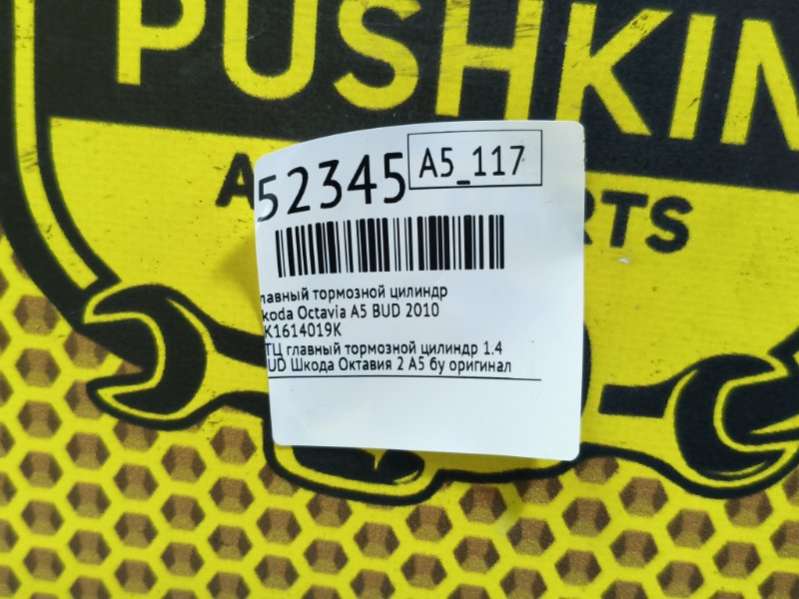 PUSHKIN
52345
A5_117
лавный тормозной цилиндр
koda Octavia A5 BUD 2010
K1614019K
ТЦ главный тормозной цилиндр 1.4
UD Шкода Октавия 2 А5 бу оригинал